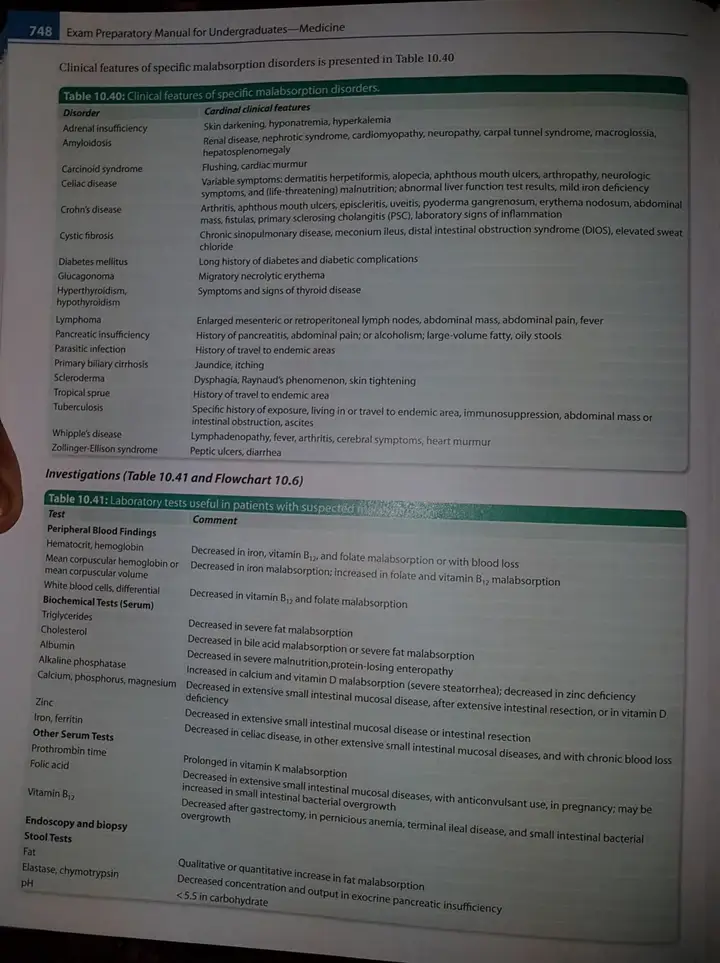 748 Exam Preparatory Manual for Undergraduates—Medicine
Clinical features of specific malabsorption disorders is presented in Table 10.40
Table 10.40: Clinical features of specific malabsorption disorders.
Disorder Cardinal clinical features
Adrenal insufficiency Skin darkening, hyponatremia, hyperkalemia
Amyloidosis Renal disease, nephrotic syndrome, cardiomyopathy, neuropathy, carpal tunnel syndrome, macroglossia,
hepatosplenomegaly
Carcinoid syndrome Flushing, cardiac murmur
Celiac disease Variable symptoms: dermatitis herpetiformis, alopecia, aphthous mouth ulcers, arthropathy, neurologic
symptoms, and (life-threatening) malnutrition; abnormal liver function test results, mild iron deficiency
Crohn's disease Arthritis, aphthous mouth ulcers, episcleritis, uveitis, pyoderma gangrenosum, erythema nodosum, abdominal
mass, fistulas, primary sclerosing cholangitis (PSC), laboratory signs of inflammation
Cystic fibrosis Chronic sinopulmonary disease, meconium ileus, distal intestinal obstruction syndrome (DIOS), elevated sweat
chloride
Diabetes mellitus Long history of diabetes and diabetic complications
Glucagonoma Migratory necrolytic erythema
Hyperthyroidism, Symptoms and signs of thyroid disease
hypothyroidism
Lymphoma Enlarged mesenteric or retroperitoneal lymph nodes, abdominal mass, abdominal pain, fever
Pancreatic insufficiency History of pancreatitis, abdominal pain; or alcoholism; large-volume fatty, oily stools
Parasitic infection History of travel to endemic areas
Primary biliary cirrhosis Jaundice, itching
Scleroderma Dysphagia, Raynaud's phenomenon, skin tightening
Tropical sprue History of travel to endemic area
Tuberculosis Specific history of exposure, living in or travel to endemic area, immunosuppression, abdominal mass or
intestinal obstruction, ascites
Whipple's disease Lymphadenopathy, fever, arthritis, cerebral symptoms, heart murmur
Zollinger-Ellison syndrome Peptic ulcers, diarrhea
Investigations (Table 10.41 and Flowchart 10.6)
Table 10.41: Laboratory tests useful in patients with suspected
Test Comment
Peripheral Blood Findings
Hematocrit, hemoglobin Decreased in iron, vitamin B12, and folate malabsorption or with blood loss
Mean corpuscular hemoglobin or Decreased in iron malabsorption; increased in folate and vitamin B12 malabsorption
mean corpuscular volume
White blood cells, differential Decreased in vitamin B12 and folate malabsorption
Biochemical Tests (Serum)
Triglycerides Decreased in severe fat malabsorption
Cholesterol Decreased in bile acid malabsorption or severe fat malabsorption
Albumin Decreased in severe malnutrition,protein-losing enteropathy
Alkaline phosphatase Increased in calcium and vitamin D malabsorption (severe steatorrhea); decreased in zinc deficiency
Calcium, phosphorus, magnesium Decreased in extensive small intestinal mucosal disease, after extensive intestinal resection, or in vitamin D
deficiency
Zinc Decreased in extensive small intestinal mucosal disease or intestinal resection
Iron, ferritin Decreased in celiac disease, in other extensive small intestinal mucosal diseases, and with chronic blood loss
Other Serum Tests
Prothrombin time Prolonged in vitamin K malabsorption
Folic acid Decreased in extensive small intestinal mucosal diseases, with anticonvulsant use, in pregnancy; may be
increased in small intestinal bacterial overgrowth
Vitamin B12 Decreased after gastrectomy, in pernicious anemia, terminal ileal disease, and small intestinal bacterial
overgrowth
Endoscopy and biopsy
Stool Tests
Fat Qualitative or quantitative increase in fat malabsorption
Elastase, chymotrypsin Decreased concentration and output in exocrine pancreatic insufficiency
pH <5.5 in carbohydrate